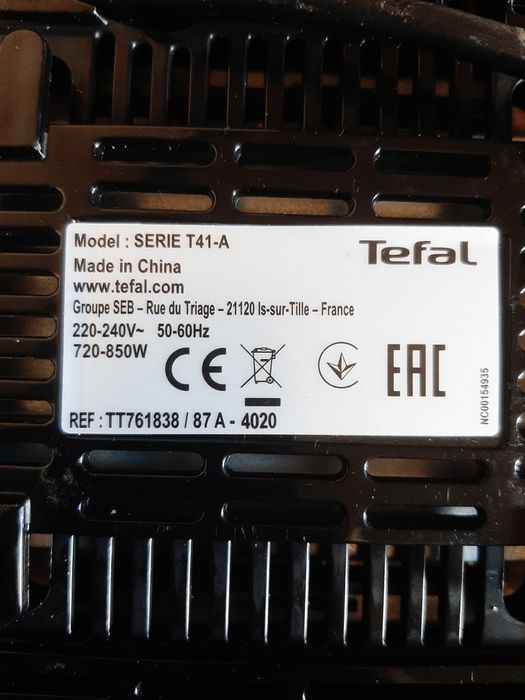 Model : SERIE T41-A
Tefal
Made in China
www.tefal.com
Groupe SEB – Rue du Triage – 21120 Is-sur-Tille – France
220-240V~ 50-60Hz
720-850W
CE
EAC
REF : TT761838 / 87 A - 4020
NC00154935